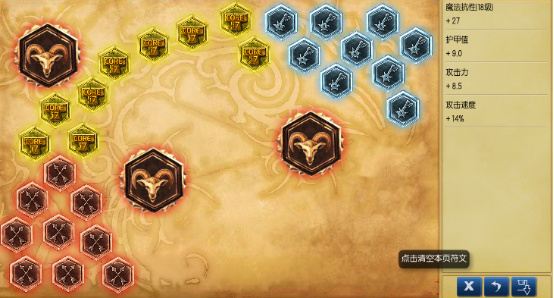 魔法抗性(18级)
+ 27
护甲值
+ 9.0
攻击力
+ 8.5
攻击速度
+ 14%
点击清空本页符文